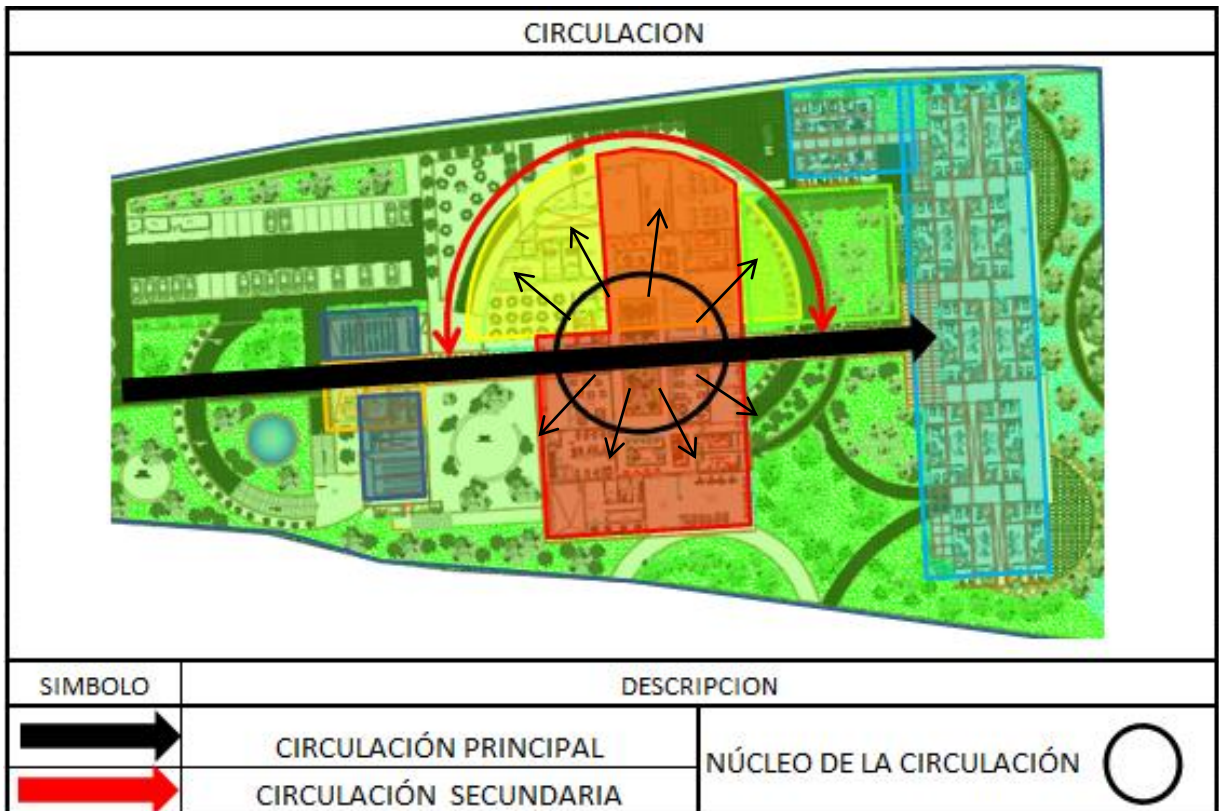 CIRCULACION
SIMBOLO
DESCRIPCION
CIRCULACIÓN PRINCIPAL
NÚCLEO DE LA CIRCULACIÓN
CIRCULACIÓN SECUNDARIA